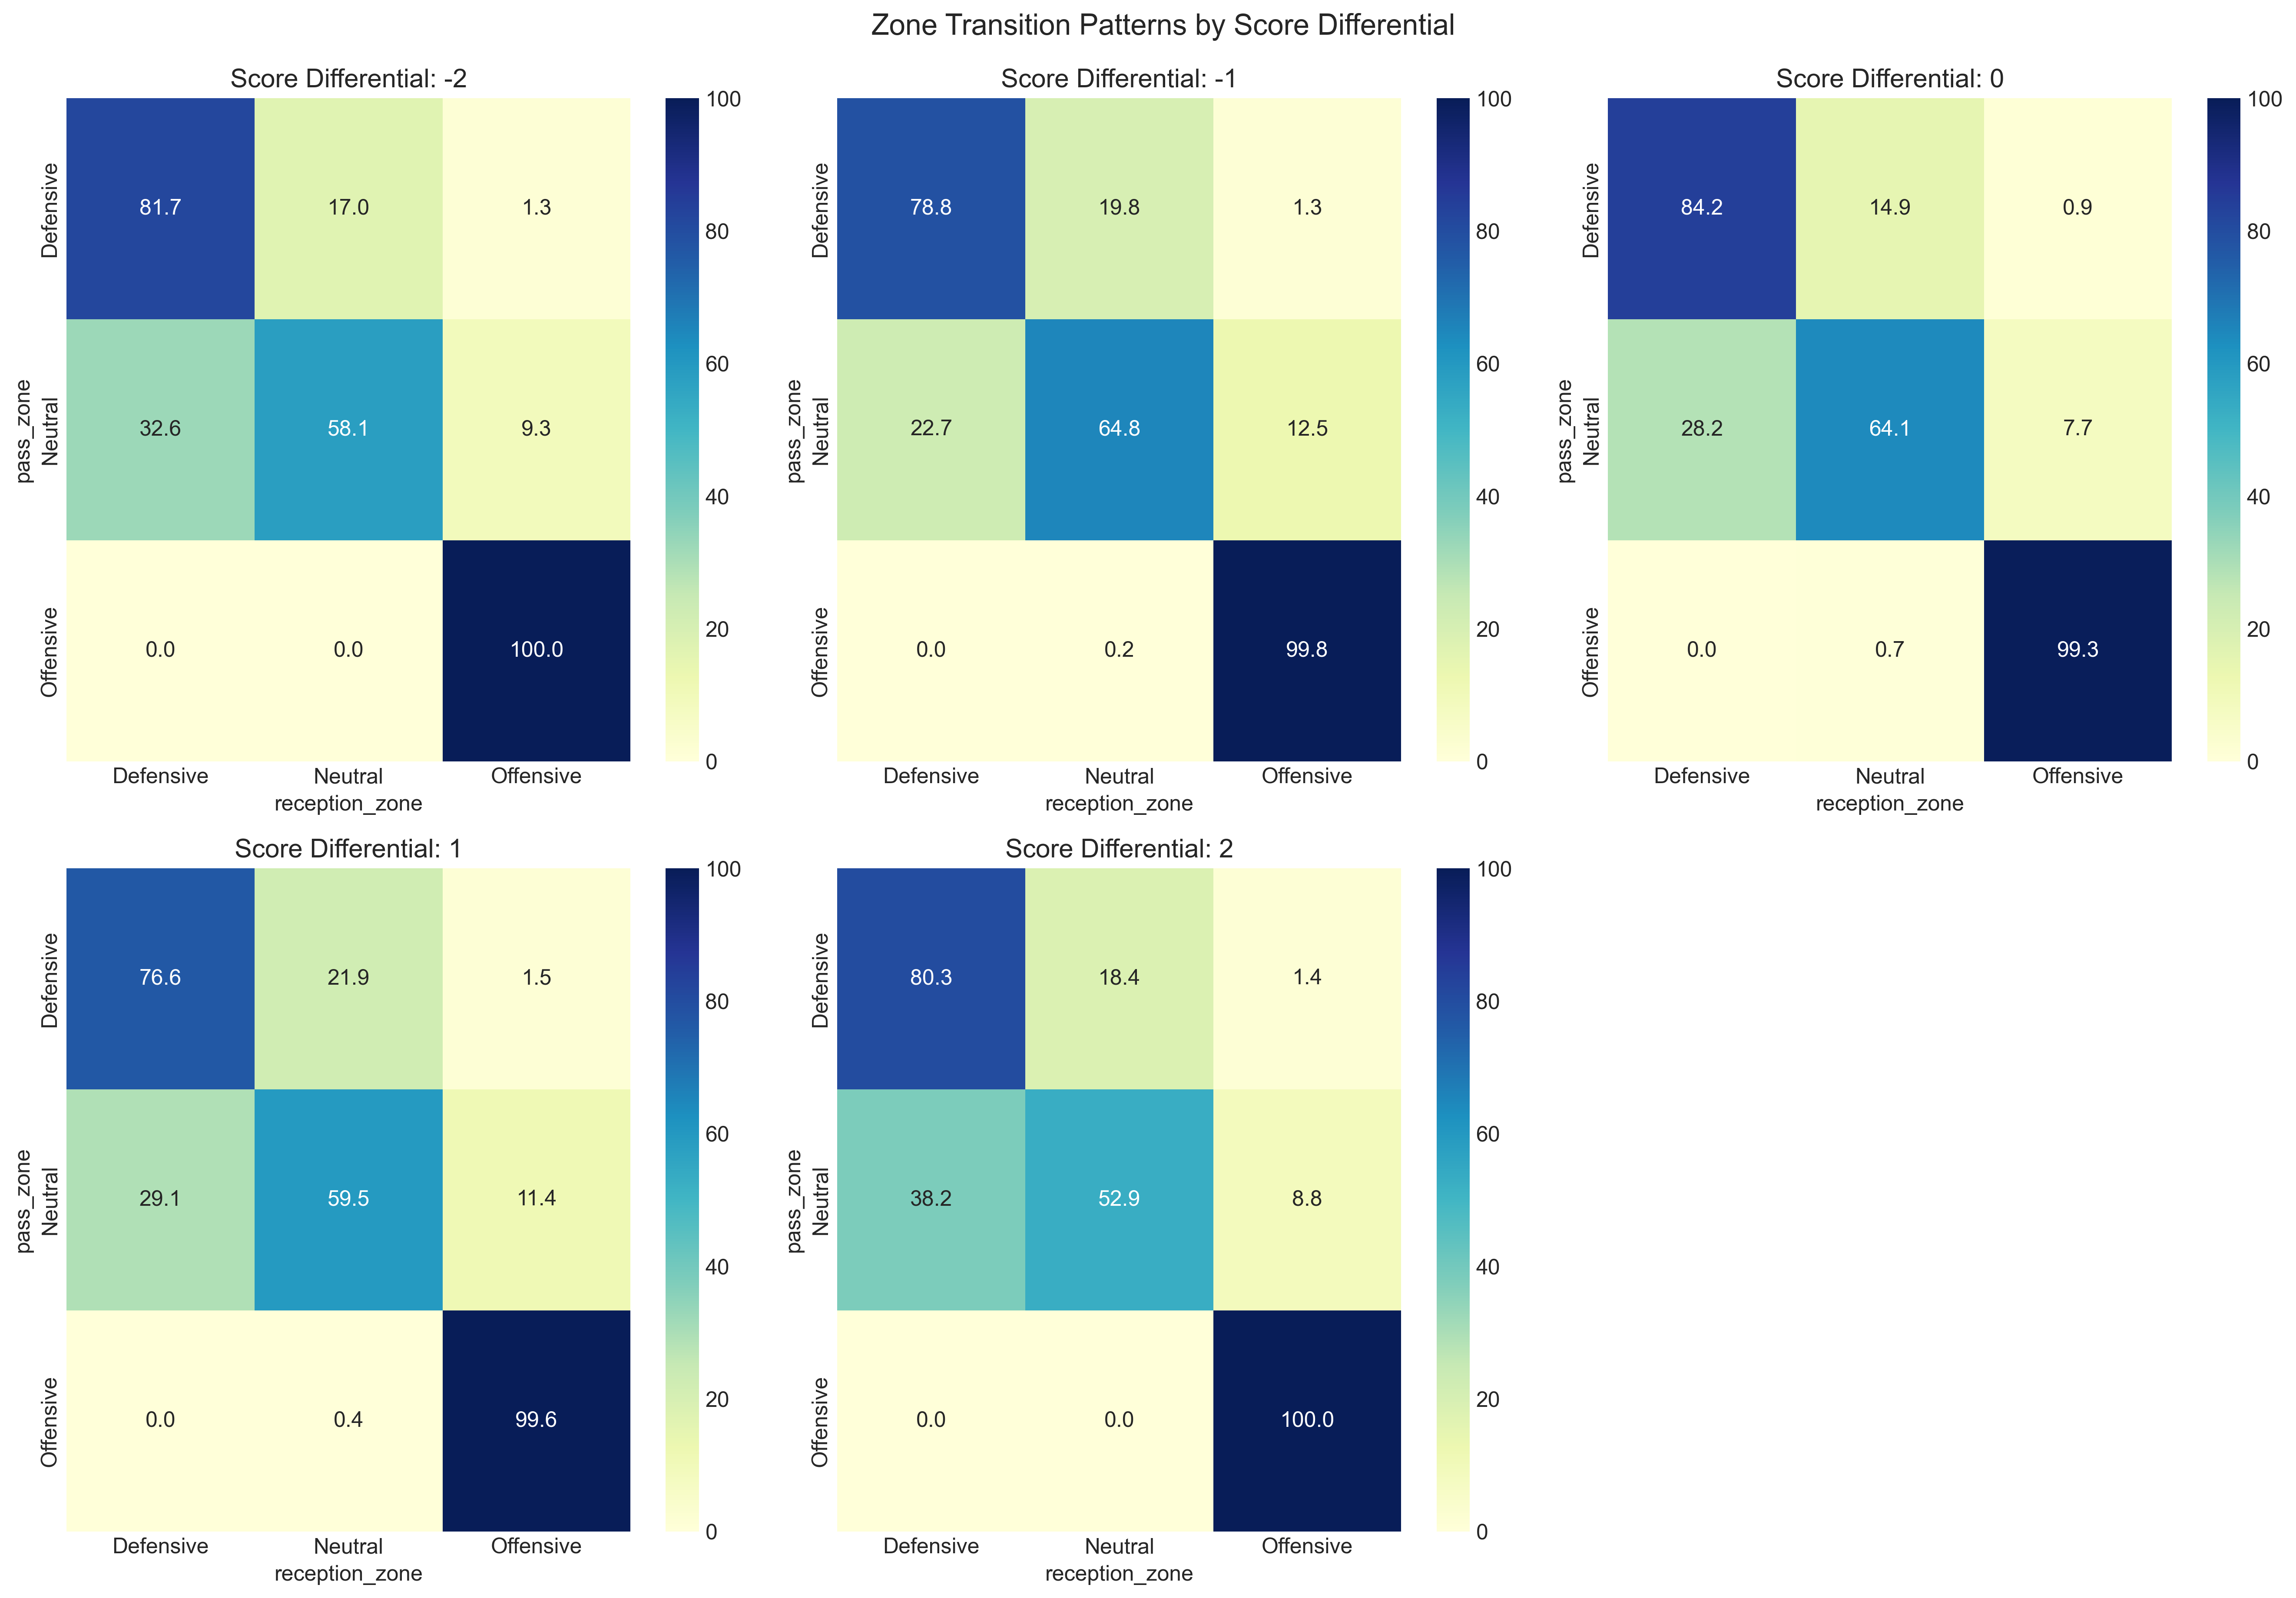 Zone Transition Patterns by Score Differential
Score Differential: -2
100
80
60
40
20
0
pass_zone
Defensive
Neutral
Offensive
81.7 17.0 1.3
32.6 58.1 9.3
0.0 0.0 100.0
Defensive Neutral Offensive
reception_zone
Score Differential: -1
100
80
60
40
20
0
pass_zone
Defensive
Neutral
Offensive
78.8 19.8 1.3
22.7 64.8 12.5
0.0 0.2 99.8
Defensive Neutral Offensive
reception_zone
Score Differential: 0
100
80
60
40
20
0
pass_zone
Defensive
Neutral
Offensive
84.2 14.9 0.9
28.2 64.1 7.7
0.0 0.7 99.3
Defensive Neutral Offensive
reception_zone
Score Differential: 1
100
80
60
40
20
0
pass_zone
Defensive
Neutral
Offensive
76.6 21.9 1.5
29.1 59.5 11.4
0.0 0.4 99.6
Defensive Neutral Offensive
reception_zone
Score Differential: 2
100
80
60
40
20
0
pass_zone
Defensive
Neutral
Offensive
80.3 18.4 1.4
38.2 52.9 8.8
0.0 0.0 100.0
Defensive Neutral Offensive
reception_zone